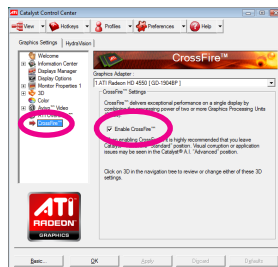 Catalyst Control Center
View
Hotkeys
Profiles
Preferences
Help
Graphics Settings
HydraVision
Welcome
Information Center
Displays Manager
Display Options
Monitor Properties 1
3D
Color
Avivo™ Video
CrossFire™
CrossFire™
Graphics Adapter
1.ATI Radeon HD 4550 [ GD-1904BF ]
CrossFire™ Settings
CrossFire™ delivers exceptional performance on a single display by
combining the processing power of two or more Graphics Processing Units
Enable CrossFire™
When enabling CrossFire™ is highly recommended that you leave
Catalyst "Standard" position. Visual corruption or application
issues may be seen in the Catalyst® A.I. "Advanced" position.
Click on 3D in the navigation tree to review or change either of these 3D
settings.
ATI
RADEON
GRAPHICS
Basic...
OK
Apply
Discard
Defaults